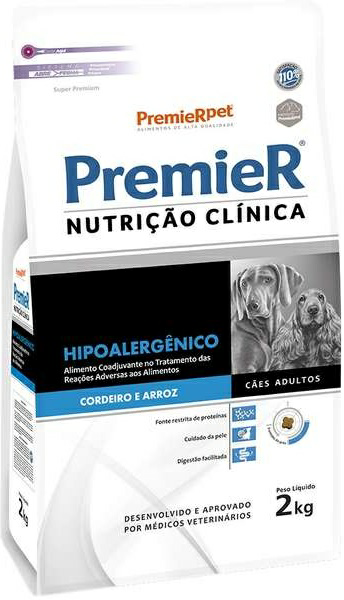 Super Premium
PremieRpet
ALIMENTOS DE ALTA QUALIDADE
110%
PremieR®
NUTRIÇÃO CLÍNICA
HIPOALERGÊNICO
Alimento Coadjuvante no Tratamento das
Reações Adversas aos Alimentos
CÃES ADULTOS
CORDEIRO E ARROZ
Fonte restrita de proteínas
Cuidado da pele
Digestão facilitada
DESENVOLVIDO E APROVADO
POR MÉDICOS VETERINÁRIOS
Peso Líquido
2kg
2kg